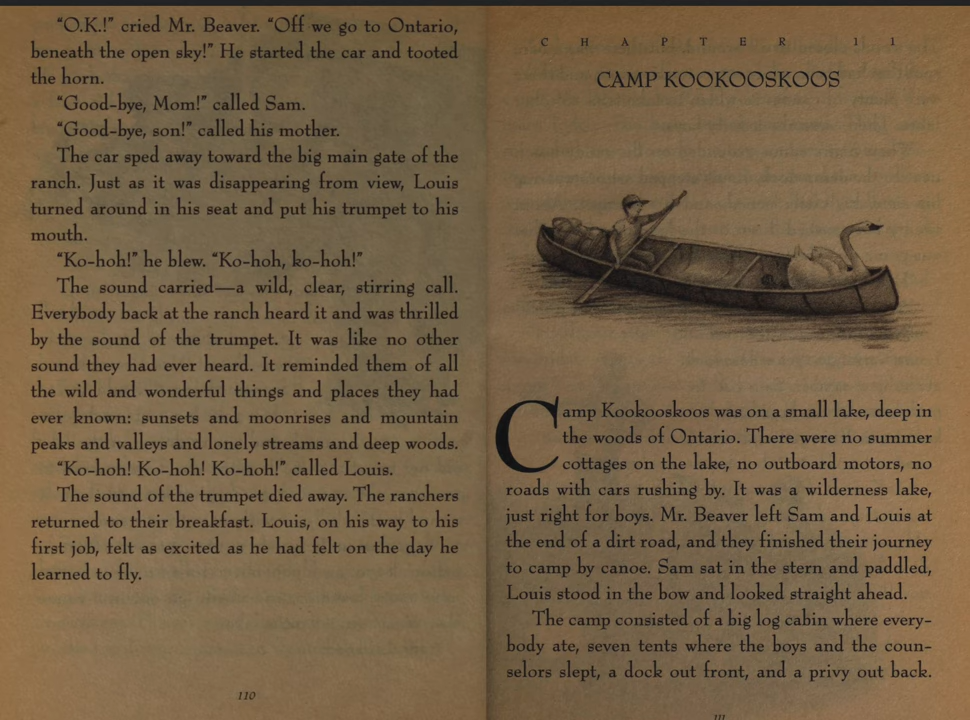 “O.K.!” cried Mr. Beaver. “Off we go to Ontario,
beneath the open sky!” He started the car and tooted
the horn.
“Good-bye, Mom!” called Sam.
“Good-bye, son!” called his mother.
The car sped away toward the big main gate of the
ranch. Just as it was disappearing from view, Louis
turned around in his seat and put his trumpet to his
mouth.
“Ko-hoh!” he blew. “Ko-hoh, ko-hoh!”
The sound carried—a wild, clear, stirring call.
Everybody back at the ranch heard it and was thrilled
by the sound of the trumpet. It was like no other
sound they had ever heard. It reminded them of all
the wild and wonderful things and places they had
ever known: sunsets and moonrises and mountain
peaks and valleys and lonely streams and deep woods.
“Ko-hoh! Ko-hoh! Ko-hoh!” called Louis.
The sound of the trumpet died away. The ranchers
returned to their breakfast. Louis, on his way to his
first job, felt as excited as he had felt on the day he
learned to fly.
110
CHAPTER 11
CAMP KOOKOOSKOOS
Camp Kookooskoos was on a small lake, deep in
the woods of Ontario. There were no summer
cottages on the lake, no outboard motors, no
roads with cars rushing by. It was a wilderness lake,
just right for boys. Mr. Beaver left Sam and Louis at
the end of a dirt road, and they finished their journey
to camp by canoe. Sam sat in the stern and paddled,
Louis stood in the bow and looked straight ahead.
The camp consisted of a big log cabin where every-
body ate, seven tents where the boys and the coun-
selors slept, a dock out front, and a privy out back.
111